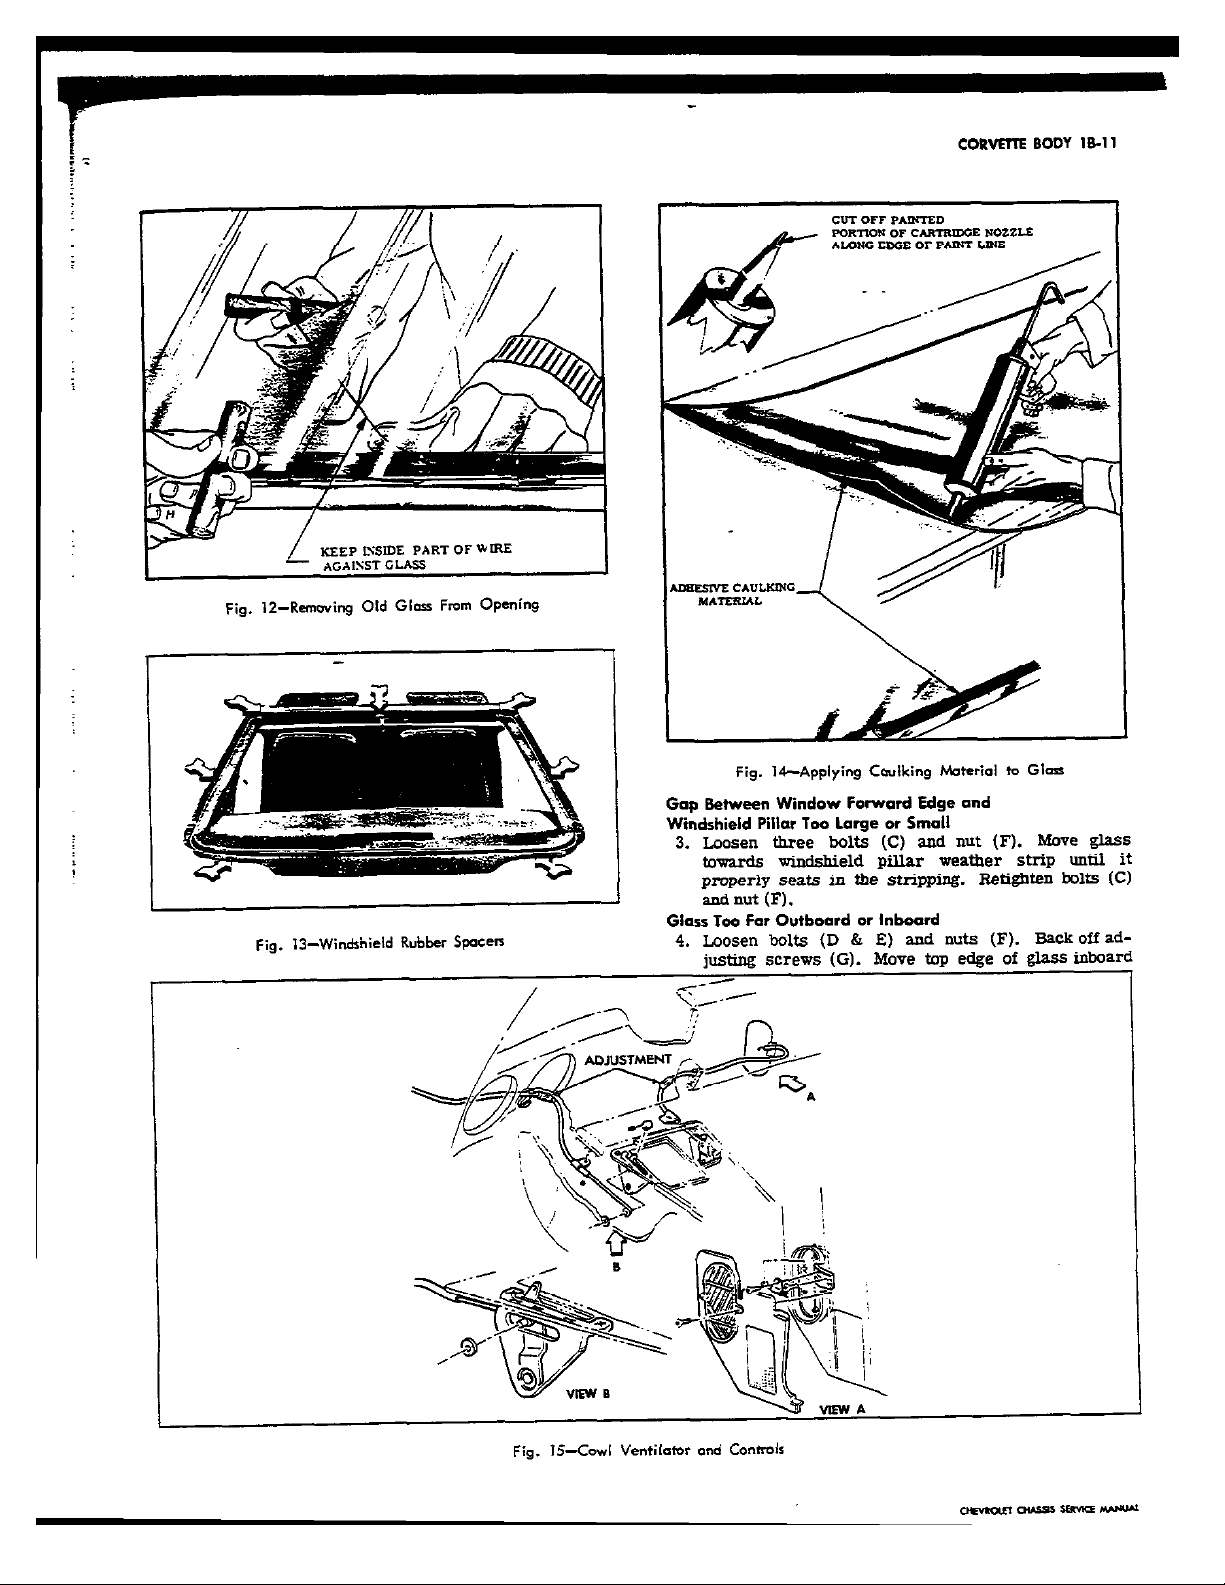 CORVETTE BODY 1B-11
KEEP INSIDE PART OF WIRE
AGAINST GLASS
Fig. 12—Removing Old Glass From Opening
Fig. 13—Windshield Rubber Spacers
CUT OFF PAINTED
PORTION OF CARTRIDGE NOZZLE
ALONG EDGE OF PAINT LINE
ADHESIVE CAULKING
MATERIAL
Fig. 14—Applying Caulking Material to Glass
Gap Between Window Forward Edge and
Windshield Pillar Too Large or Small
3. Loosen three bolts (C) and nut (F). Move glass
towards windshield pillar weather strip until it
properly seats in the stripping. Retighten bolts (C)
and nut (F).
Glass Too Far Outboard or Inboard
4. Loosen bolts (D & E) and nuts (F). Back off ad-
justing screws (G). Move top edge of glass inboard
ADJUSTMENT
A
B
VIEW B
VIEW A
Fig. 15—Cowl Ventilator and Controls
CHEVROLET CHASSIS SERVICE MANUAL